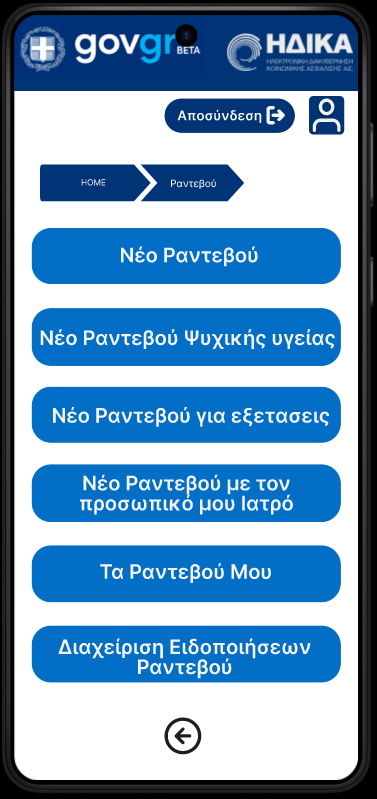 govgr
BETA
ΗΔΙΚΑ
ΗΛΕΚΤΡΟΝΙΚΗ ΔΙΑΚΥΒΕΡΝΗΣΗ
ΚΟΙΝΩΝΙΚΗΣ ΑΣΦΑΛΙΣΗΣ Α.Ε.
Αποσύνδεση
HOME
Ραντεβού
Νέο Ραντεβού
Νέο Ραντεβού Ψυχικής υγείας
Νέο Ραντεβού για εξετασεις
Νέο Ραντεβού με τον
προσωπικό μου Ιατρό
Τα Ραντεβού Μου
Διαχείριση Ειδοποιήσεων
Ραντεβού